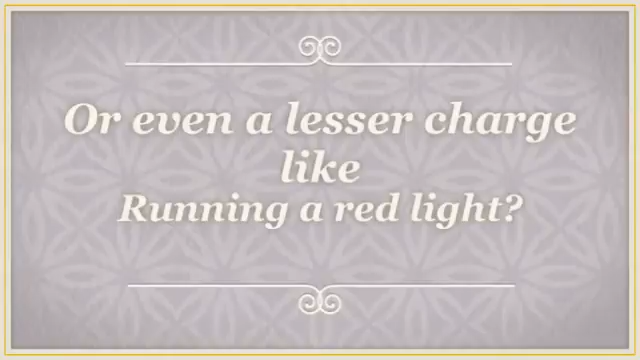 Or even a lesser charge
like
Running a red light?